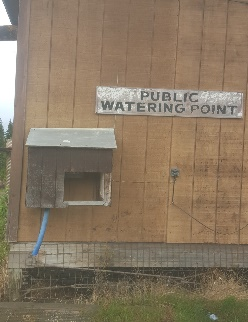 PUBLIC
WATERING POINT